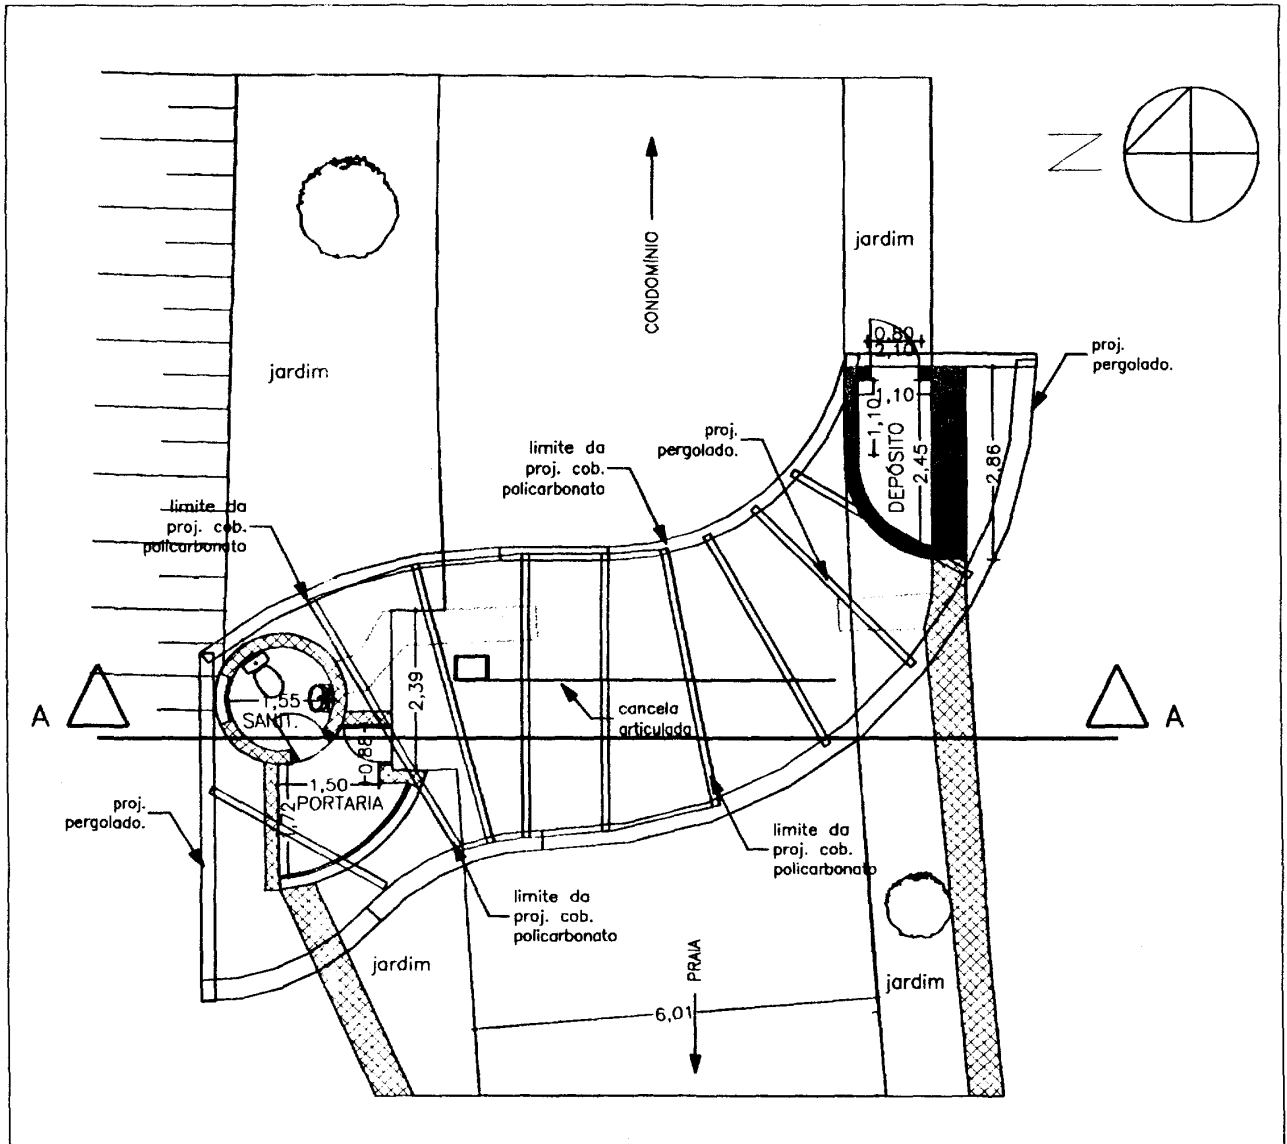 N
CONDOMÍNIO
jardim
0,80
2,10
proj.
pergolado.
jardim
1,10
1,10
DEPÓSITO
2,45
2,86
proj.
pergolado.
limite da
proj. cob.
policarbonato
limite da
proj. cob.
policarbonato
2,39
1,55
SANIT.
A
A
cancela
articulada
0,88
1,50
PORTARIA
proj.
pergolado.
limite da
proj. cob.
policarbonato
limite da
proj. cob.
policarbonato
jardim
PRAIA
jardim
6,01